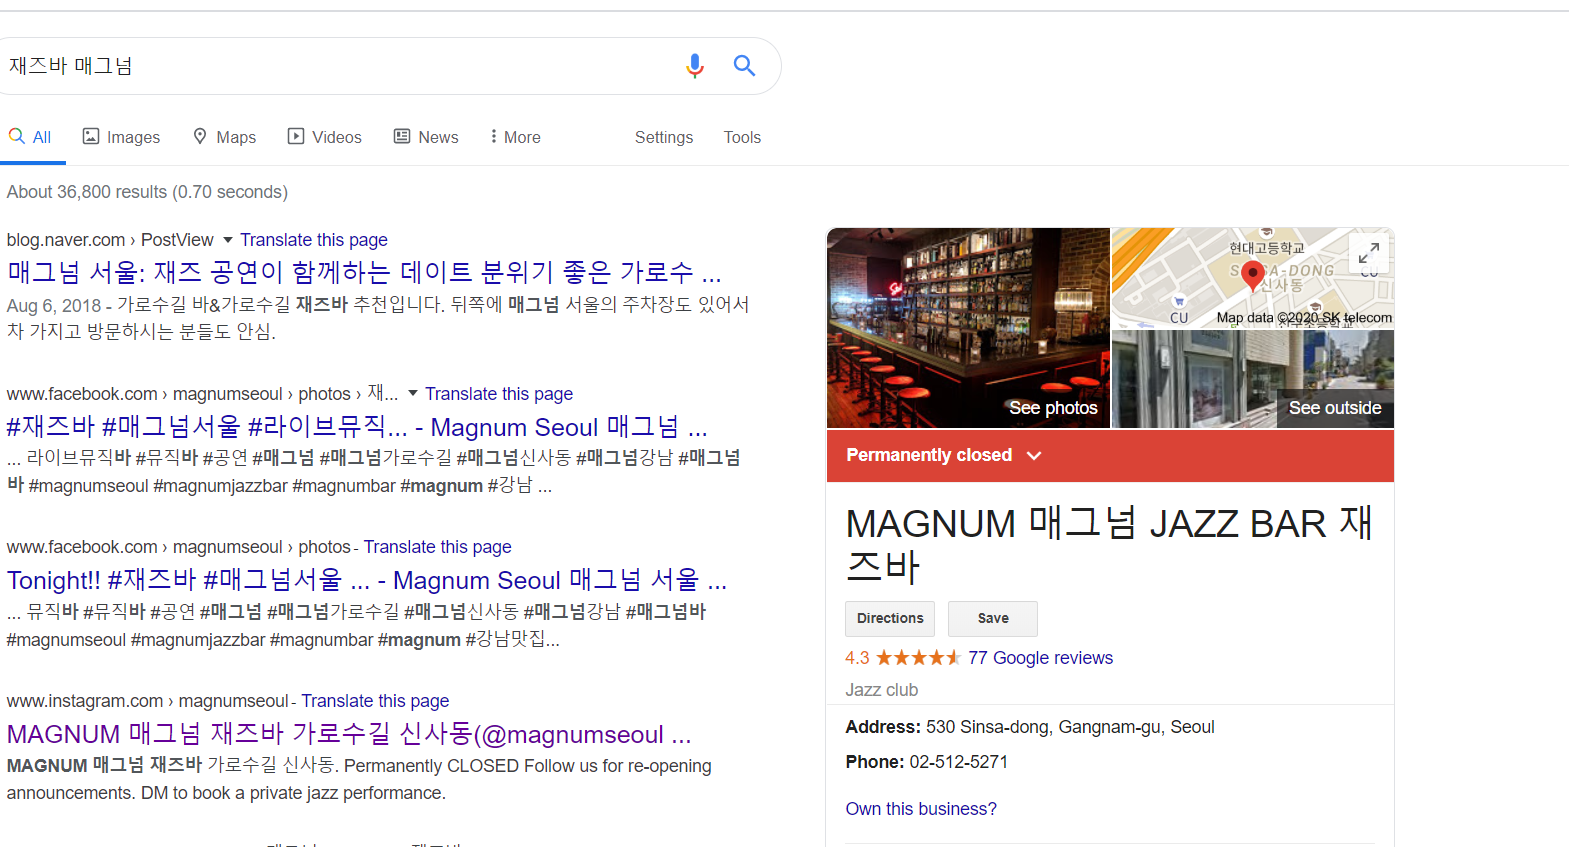 재즈바 매그넘
All Images Maps Videos News More Settings Tools
About 36,800 results (0.70 seconds)
blog.naver.com › PostView ▾ Translate this page
매그넘 서울: 재즈 공연이 함께하는 데이트 분위기 좋은 가로수 ...
Aug 6, 2018 - 가로수길 바&가로수길 재즈바 추천입니다. 뒤쪽에 매그넘 서울의 주차장도 있어서
차 가지고 방문하시는 분들도 안심.
www.facebook.com › magnumseoul › photos › 재... ▾ Translate this page
#재즈바 #매그넘서울 #라이브뮤직... - Magnum Seoul 매그넘 ...
... 라이브뮤직바 #뮤직바 #공연 #매그넘 #매그넘가로수길 #매그넘신사동 #매그넘강남 #매그넘
바 #magnumseoul #magnumjazzbar #magnumbar #magnum #강남 ...
www.facebook.com › magnumseoul › photos - Translate this page
Tonight!! #재즈바 #매그넘서울 ... - Magnum Seoul 매그넘 서울 ...
... 뮤직바 #뮤직바 #공연 #매그넘 #매그넘가로수길 #매그넘신사동 #매그넘강남 #매그넘바
#magnumseoul #magnumjazzbar #magnumbar #magnum #강남맛집...
www.instagram.com › magnumseoul - Translate this page
MAGNUM 매그넘 재즈바 가로수길 신사동(@magnumseoul ...
MAGNUM 매그넘 재즈바 가로수길 신사동. Permanently CLOSED Follow us for re-opening
announcements. DM to book a private jazz performance.
현대고등학교
SINSA-DONG
신사동
CU
CU
Map data ©2020 SK telecom
See photos
See outside
Permanently closed
MAGNUM 매그넘 JAZZ BAR 재
즈바
Directions Save
4.3 77 Google reviews
Jazz club
Address: 530 Sinsa-dong, Gangnam-gu, Seoul
Phone: 02-512-5271
Own this business?